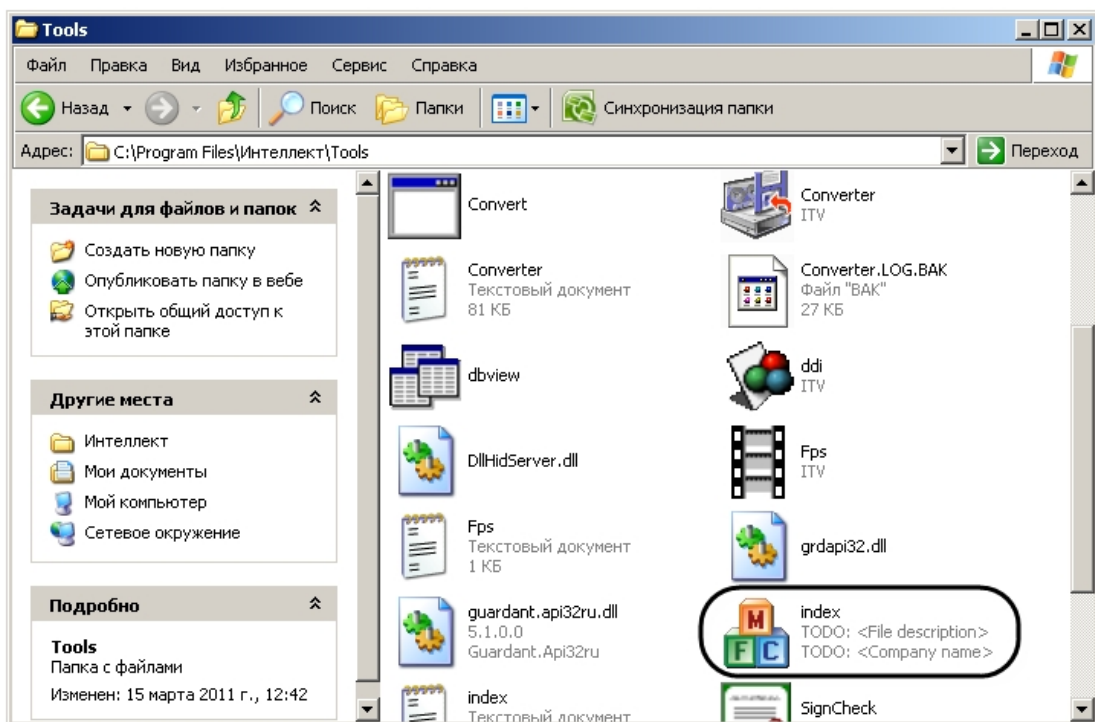 Tools
Файл Правка Вид Избранное Сервис Справка
Назад Поиск Папки Синхронизация папки
Адрес: C:\Program Files\Интеллект\Tools Переход
Задачи для файлов и папок
Создать новую папку
Опубликовать папку в вебе
Открыть общий доступ к
этой папке
Другие места
Интеллект
Мои документы
Мой компьютер
Сетевое окружение
Подробно
Tools
Папка с файлами
Изменен: 15 марта 2011 г., 12:42
Convert
Converter
ITV
Converter
Текстовый документ
81 КБ
Converter.LOG.BAK
Файл "BAK"
27 КБ
dbview
ddi
ITV
DllHidServer.dll
Fps
ITV
Fps
Текстовый документ
1 КБ
grdapi32.dll
guardant.api32ru.dll
5.1.0.0
Guardant.Api32ru
M
F C
index
TODO: <File description>
TODO: <Company name>
index
Текстовый документ
SignCheck